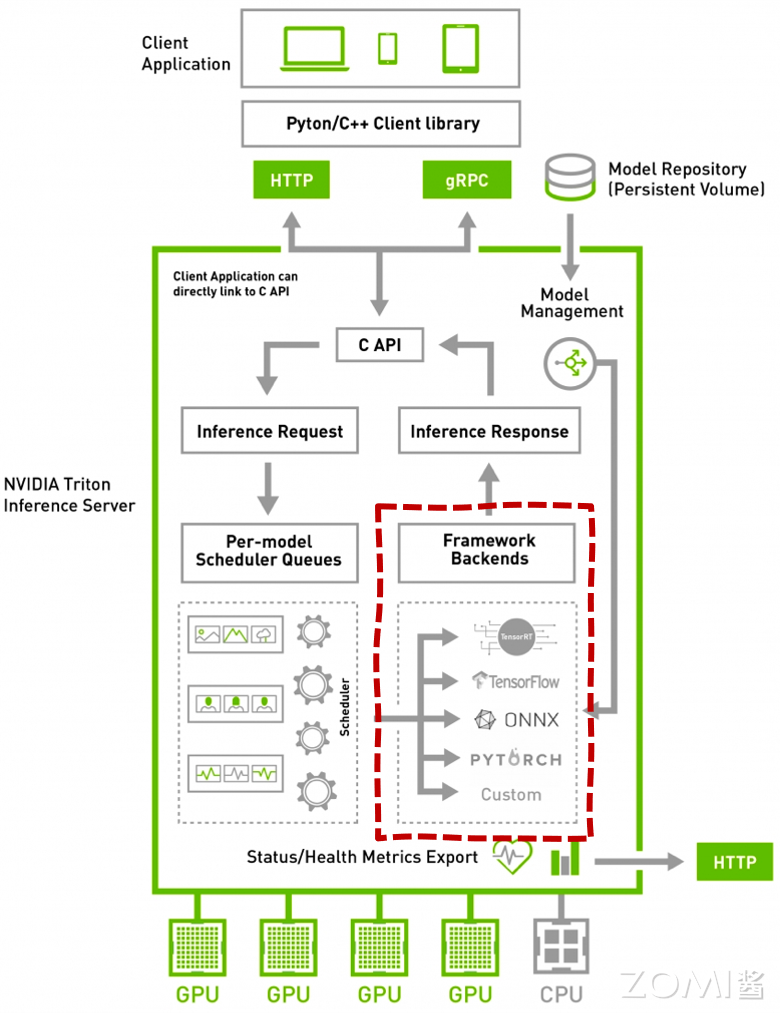 Client
Application
Pyton/C++ Client library
HTTP
gRPC
Model Repository
(Persistent Volume)
Client Application can
directly link to C API
Model
Management
C API
Inference Request
Inference Response
NVIDIA Triton
Inference Server
Per-model
Scheduler Queues
Framework
Backends
Scheduler
TensorRT
TensorFlow
ONNX
PYTORCH
Custom
Status/Health Metrics Export
HTTP
GPU
GPU
GPU
GPU
CPU
ZOMI酱